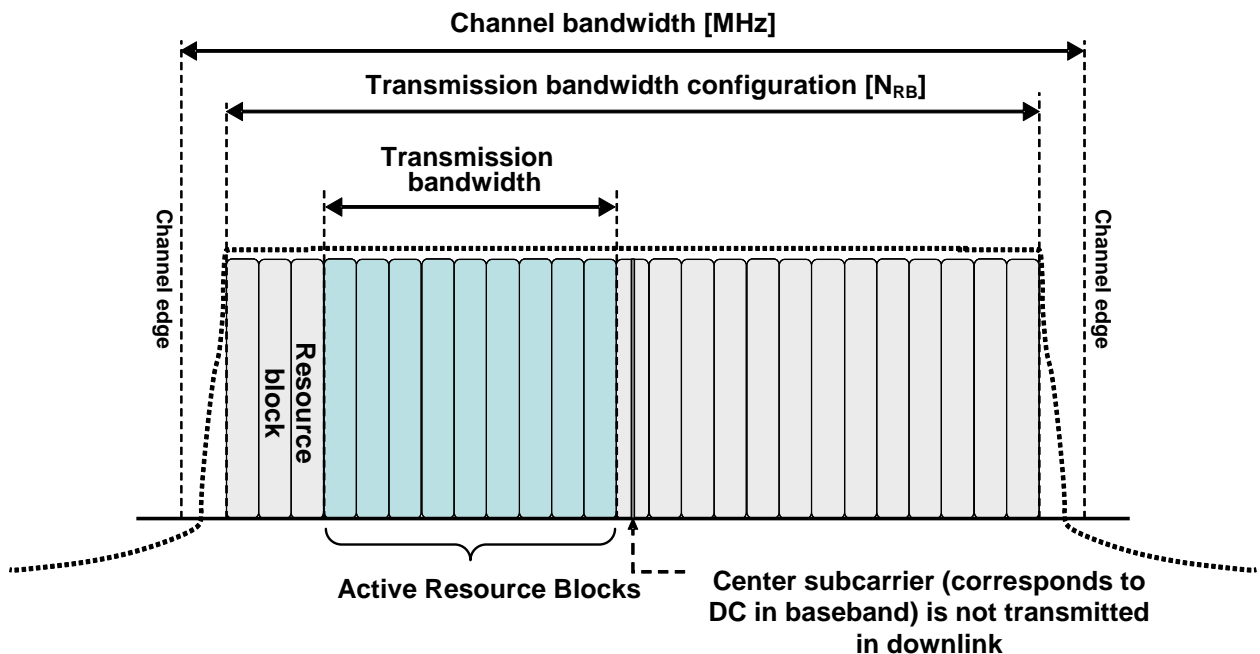 Channel bandwidth [MHz]
Transmission bandwidth configuration [NRB]
Transmission
bandwidth
Channel edge
Channel edge
Resource
block
Active Resource Blocks
Center subcarrier (corresponds to
DC in baseband) is not transmitted
in downlink